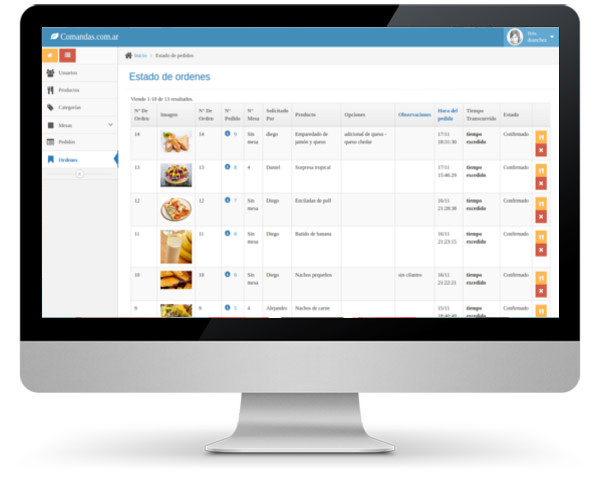 Comandas.com.ar
Inicio > Estado de pedidos
Usuarios
Productos
Categorias
Mesas
Pedidos
Ordenes
Estado de ordenes
Viendo 1-10 de 13 resultados.
Nº De Orden Imagen Nº De Orden Nº Pedido Nº Mesa Solicitado Por Producto Opciones Observaciones Hora del pedido Tiempo Transcurrido Estado
14 14 9 Sin mesa diego Emparedado de jamón y queso adicional de queso - queso chedar 17/11 18:31:30 tiempo excedido Confirmado
13 13 8 4 Daniel Sorpresa tropical 17/11 15:46:29 tiempo excedido Confirmado
12 12 7 Sin mesa Diego Enciladas de poll 16/11 21:28:38 tiempo excedido Confirmado
11 11 6 Sin mesa Diego Batido de banana 16/11 21:23:15 tiempo excedido Confirmado
10 10 6 Sin mesa Diego Nachos pequeños sin cilantro 16/11 21:22:21 tiempo excedido Confirmado
9 9 5 4 Alejandro Nachos de carne 15/11 tiempo excedido Confirmado